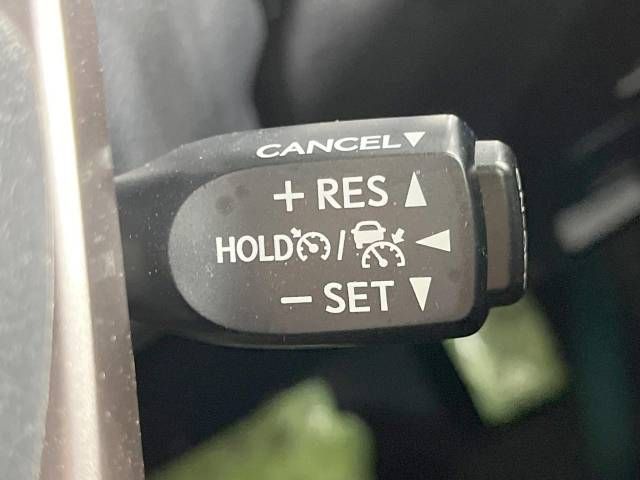 CANCEL▼
+ RES ▲
HOLD / ◀
− SET ▼